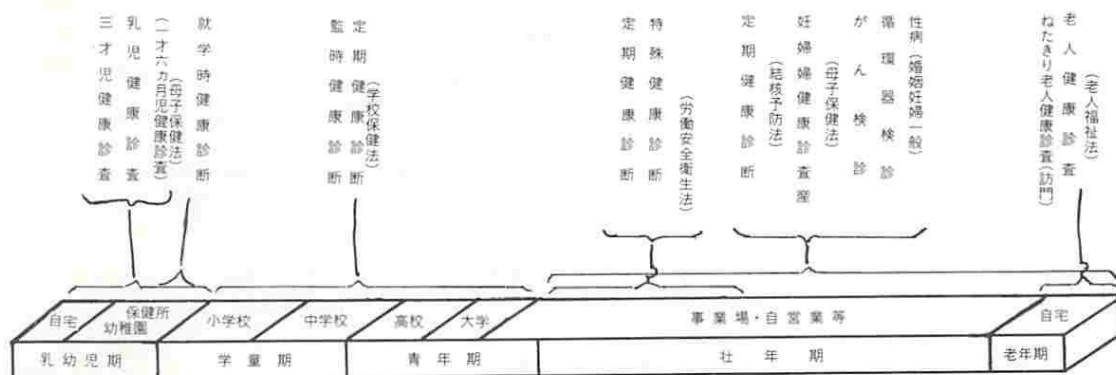 (老人福祉法)
老人健康診査
ねたきり老人健康診査(訪問)
性病(婚姻妊婦一般)
循環器検診
がん検診
(母子保健法)
妊婦婦健康診査産
(結核予防法)
定期健康診断
(労働安全衛生法)
特殊健康診断
定期健康診断
(学校保健法)
定期健康診断
監時健康診断
就学時健康診断
(母子保健法)
(一才六カ月児健康診査)
乳児健康診査
三才児健康診査
自宅
保健所
幼稚園
小学校
中学校
高校
大学
事業場・自営業等
自宅
乳幼児期
学童期
青年期
壮年期
老年期